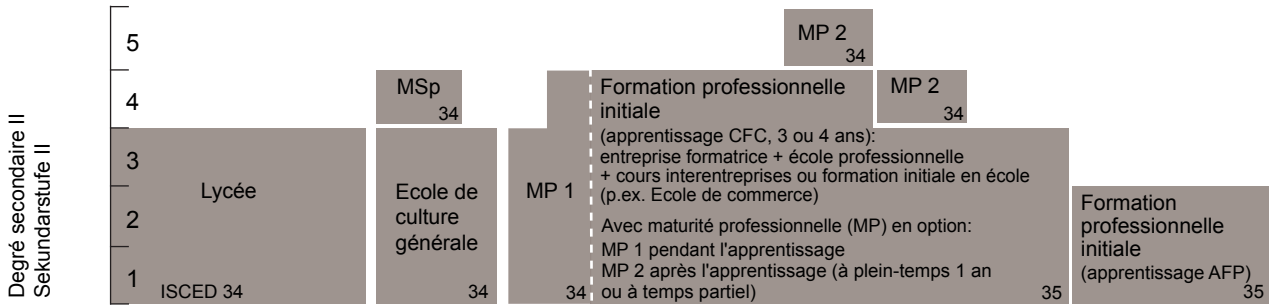 Degré secondaire II
Sekundarstufe II
5
4
3
2
1
Lycée
ISCED 34
MSp
34
Ecole de
culture
générale
34
MP 1
34
Formation professionnelle
initiale
(apprentissage CFC, 3 ou 4 ans):
entreprise formatrice + école professionnelle
+ cours interentreprises ou formation initiale en école
(p.ex. Ecole de commerce)
Avec maturité professionnelle (MP) en option:
MP 1 pendant l'apprentissage
MP 2 après l'apprentissage (à plein-temps 1 an
ou à temps partiel)
35
MP 2
34
MP 2
34
Formation
professionnelle
initiale
(apprentissage AFP)
35